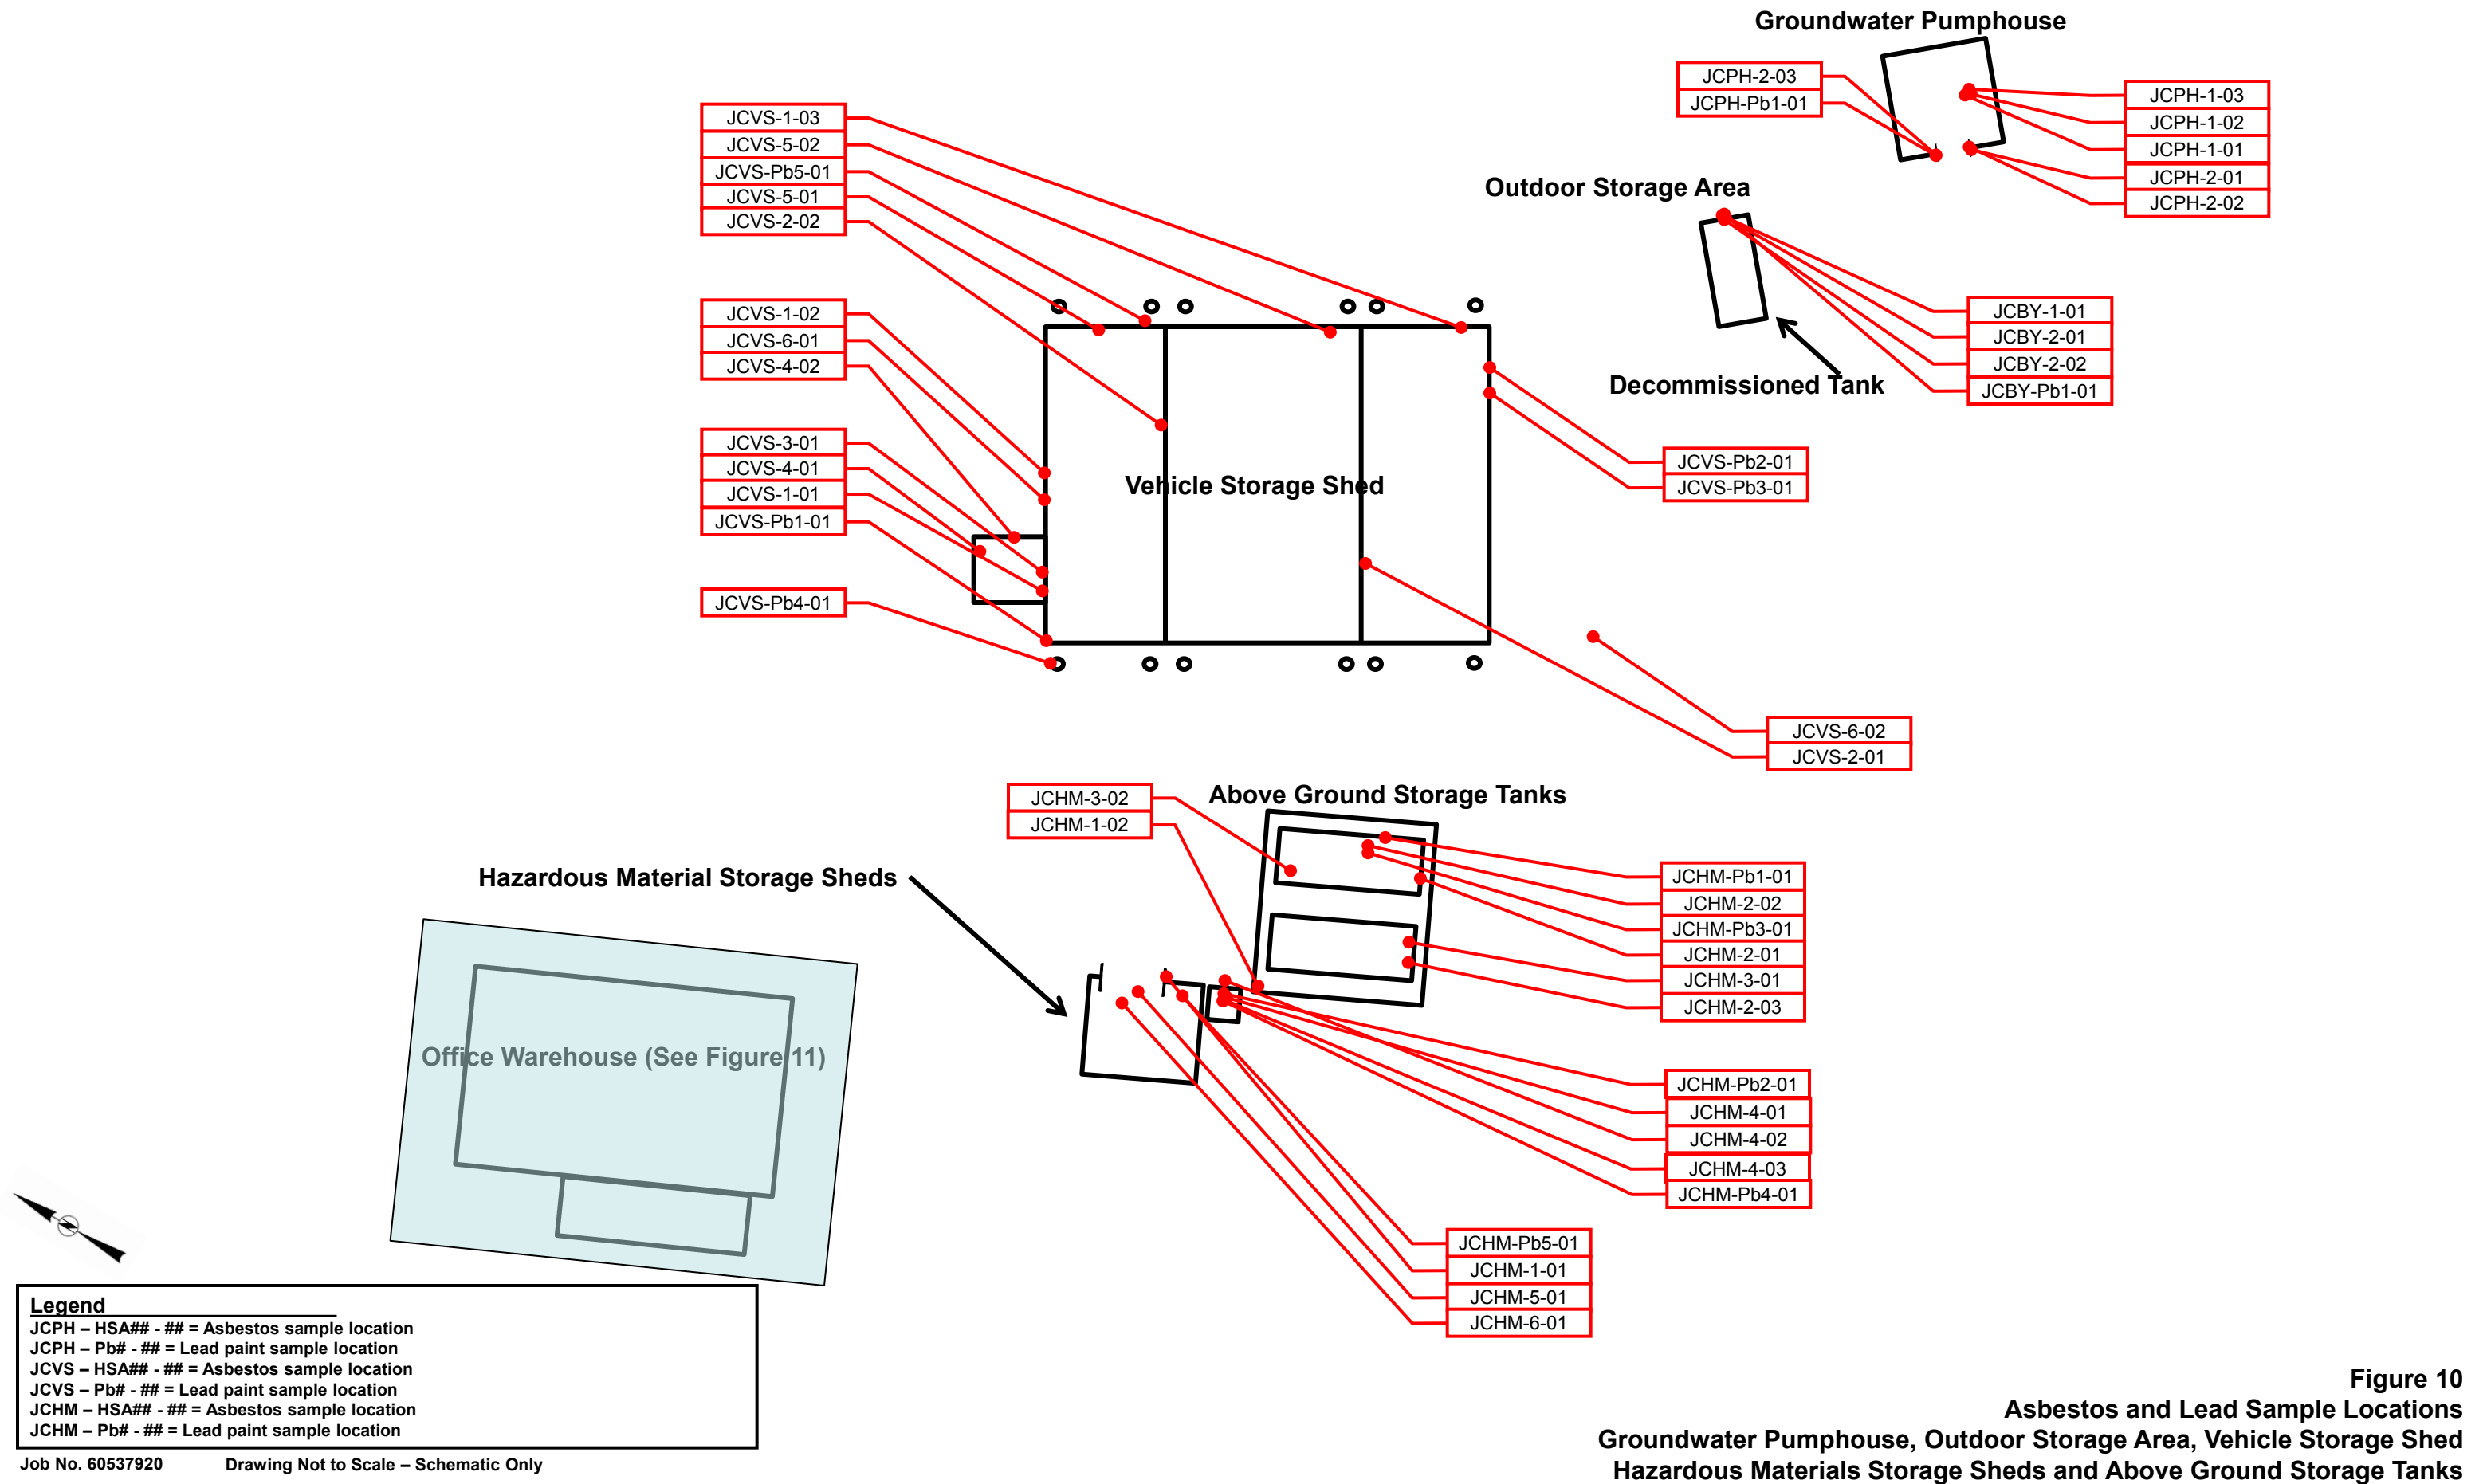 Groundwater Pumphouse
JCPH-2-03
JCPH-Pb1-01
JCPH-1-03
JCPH-1-02
JCPH-1-01
JCPH-2-01
JCPH-2-02
JCVS-1-03
JCVS-5-02
JCVS-Pb5-01
JCVS-5-01
JCVS-2-02
Outdoor Storage Area
JCBY-1-01
JCBY-2-01
JCBY-2-02
JCBY-Pb1-01
Decommissioned Tank
JCVS-1-02
JCVS-6-01
JCVS-4-02
JCVS-3-01
JCVS-4-01
JCVS-1-01
JCVS-Pb1-01
JCVS-Pb4-01
Vehicle Storage Shed
JCVS-Pb2-01
JCVS-Pb3-01
JCVS-6-02
JCVS-2-01
JCHM-3-02
JCHM-1-02
Above Ground Storage Tanks
JCHM-Pb1-01
JCHM-2-02
JCHM-Pb3-01
JCHM-2-01
JCHM-3-01
JCHM-2-03
Hazardous Material Storage Sheds
Office Warehouse (See Figure 11)
JCHM-Pb2-01
JCHM-4-01
JCHM-4-02
JCHM-4-03
JCHM-Pb4-01
JCHM-Pb5-01
JCHM-1-01
JCHM-5-01
JCHM-6-01
Legend
JCPH – HSA## - ## = Asbestos sample location
JCPH – Pb# - ## = Lead paint sample location
JCVS – HSA## - ## = Asbestos sample location
JCVS – Pb# - ## = Lead paint sample location
JCHM – HSA## - ## = Asbestos sample location
JCHM – Pb# - ## = Lead paint sample location
Job No. 60537920 Drawing Not to Scale – Schematic Only
Figure 10
Asbestos and Lead Sample Locations
Groundwater Pumphouse, Outdoor Storage Area, Vehicle Storage Shed
Hazardous Materials Storage Sheds and Above Ground Storage Tanks